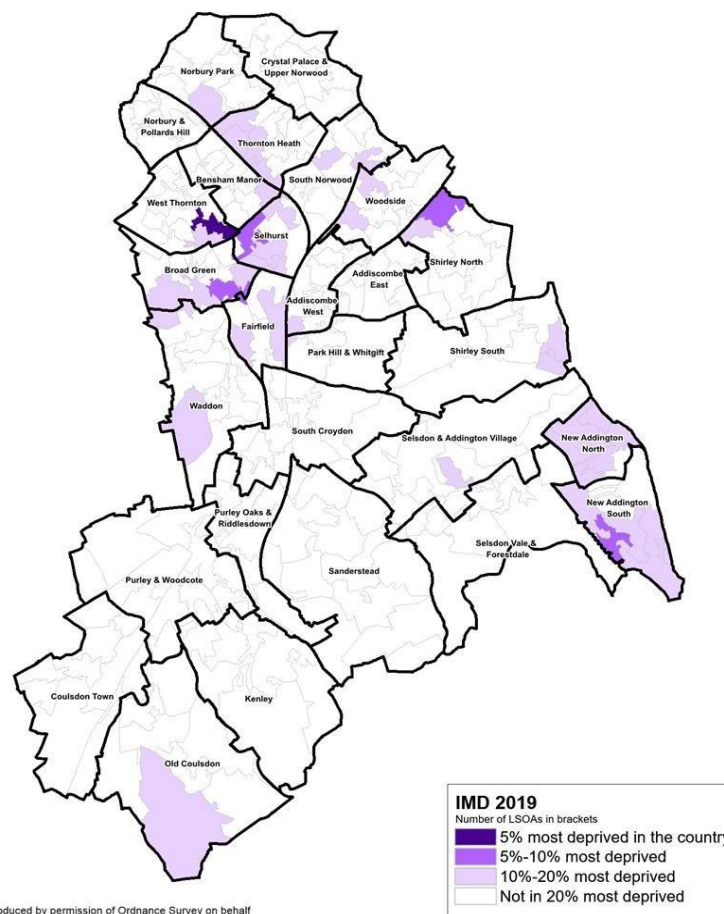 Norbury Park
Crystal Palace &
Upper Norwood
Norbury &
Pollards Hill
Thornton Heath
Bensham Manor
South Norwood
West Thornton
Woodside
Selhurst
Broad Green
Shirley North
Addiscombe
East
Addiscombe
West
Fairfield
Park Hill & Whitgift
Shirley South
Waddon
South Croydon
Selsdon & Addington Village
New Addington
North
New Addington
South
Purley Oaks &
Riddlesdown
Selsdon Vale &
Forestdale
Sanderstead
Purley & Woodcote
Coulsdon Town
Kenley
Old Coulsdon
IMD 2019
Number of LSOAs in brackets
5% most deprived in the country
5%-10% most deprived
10%-20% most deprived
Not in 20% most deprived
oduced by permission of Ordnance Survey on behalf